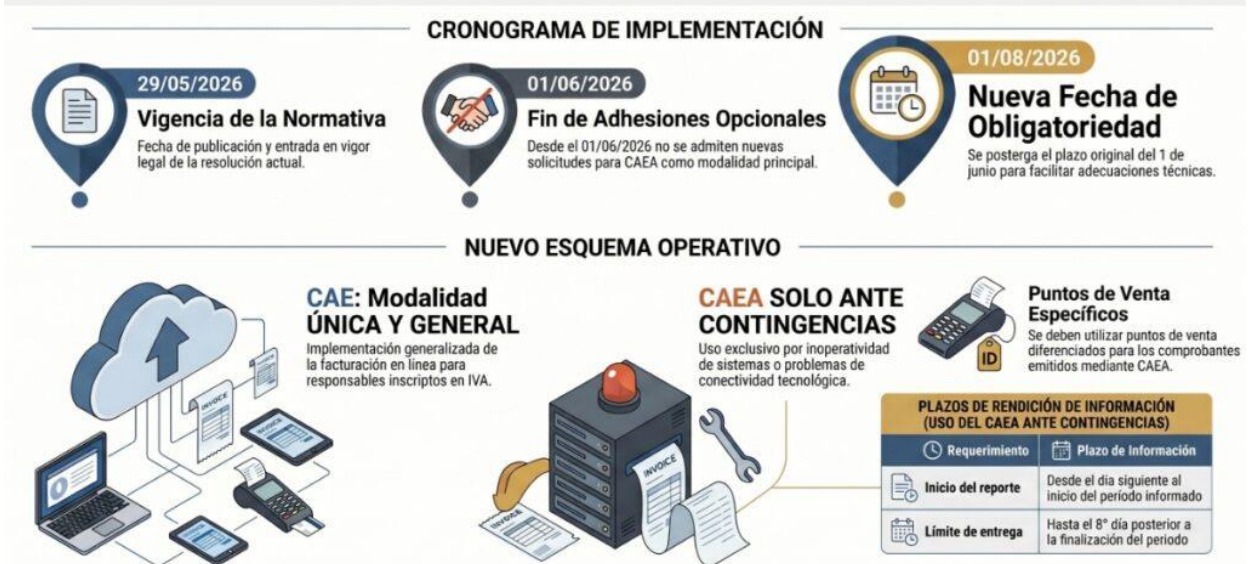 CRONOGRAMA DE IMPLEMENTACIÓN
29/05/2026
Vigencia de la Normativa
Fecha de publicación y entrada en vigor
legal de la resolución actual.
01/06/2026
Fin de Adhesiones Opcionales
Desde el 01/06/2026 no se admiten nuevas
solicitudes para CAEA como modalidad principal.
01/08/2026
Nueva Fecha de
Obligatoriedad
Se posterga el plazo original del 1 de
junio para facilitar adecuaciones técnicas.
NUEVO ESQUEMA OPERATIVO
CAE: Modalidad
ÚNICA Y GENERAL
Implementación generalizada de
la facturación en línea para
responsables inscriptos en IVA.
INVOICE
INVOICE
CAEA SOLO ANTE
CONTINGENCIAS
Uso exclusivo por inoperatividad
de sistemas o problemas de
conectividad tecnológica.
INVOICE
INVOICE
ID
Puntos de Venta
Específicos
Se deben utilizar puntos de venta
diferenciados para los comprobantes
emitidos mediante CAEA.
PLAZOS DE RENDICIÓN DE INFORMACIÓN
(USO DEL CAEA ANTE CONTINGENCIAS)
Requerimiento
Plazo de Información
Inicio del reporte
Desde el día siguiente al
inicio del período informado
Límite de entrega
Hasta el 8° día posterior a
la finalización del periodo